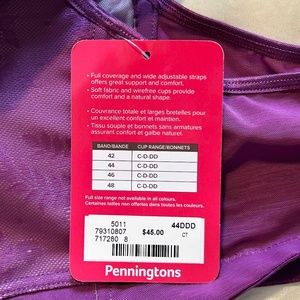 • Full coverage and wide adjustable straps
offers great support and comfort.
• Soft fabric and wirefree cups provide
comfort and a natural shape.
• Couvrance totale et larges bretelles pour
un excellent confort et maintien.
• Tissu souple et bonnets sans armatures
assurant confort et galbe naturel.
BAND/BANDE CUP RANGE/BONNETS
42 C-D-DD
44 C-D-DD
46 C-D-DD
48 C-D-DD
Full size range not available in all colours.
Certaines tailles non offertes dans toutes les couleurs.
5011 44DDD
79310807 $45.00 CT
717260 8
Penningtons